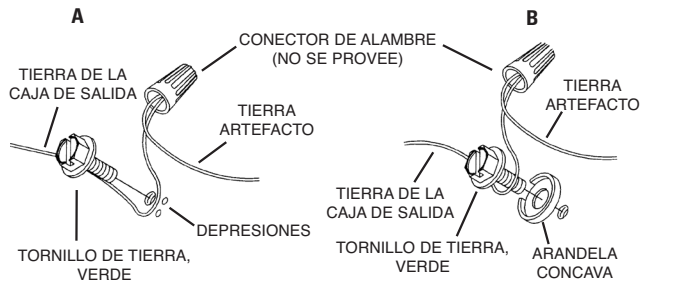 A
B
CONECTOR DE ALAMBRE
(NO SE PROVEE)
TIERRA DE LA
CAJA DE SALIDA
TIERRA
ARTEFACTO
DEPRESIONES
TORNILLO DE TIERRA,
VERDE
TIERRA
ARTEFACTO
TIERRA DE LA
CAJA DE SALIDA
TORNILLO DE TIERRA,
VERDE
ARANDELA
CONCAVA